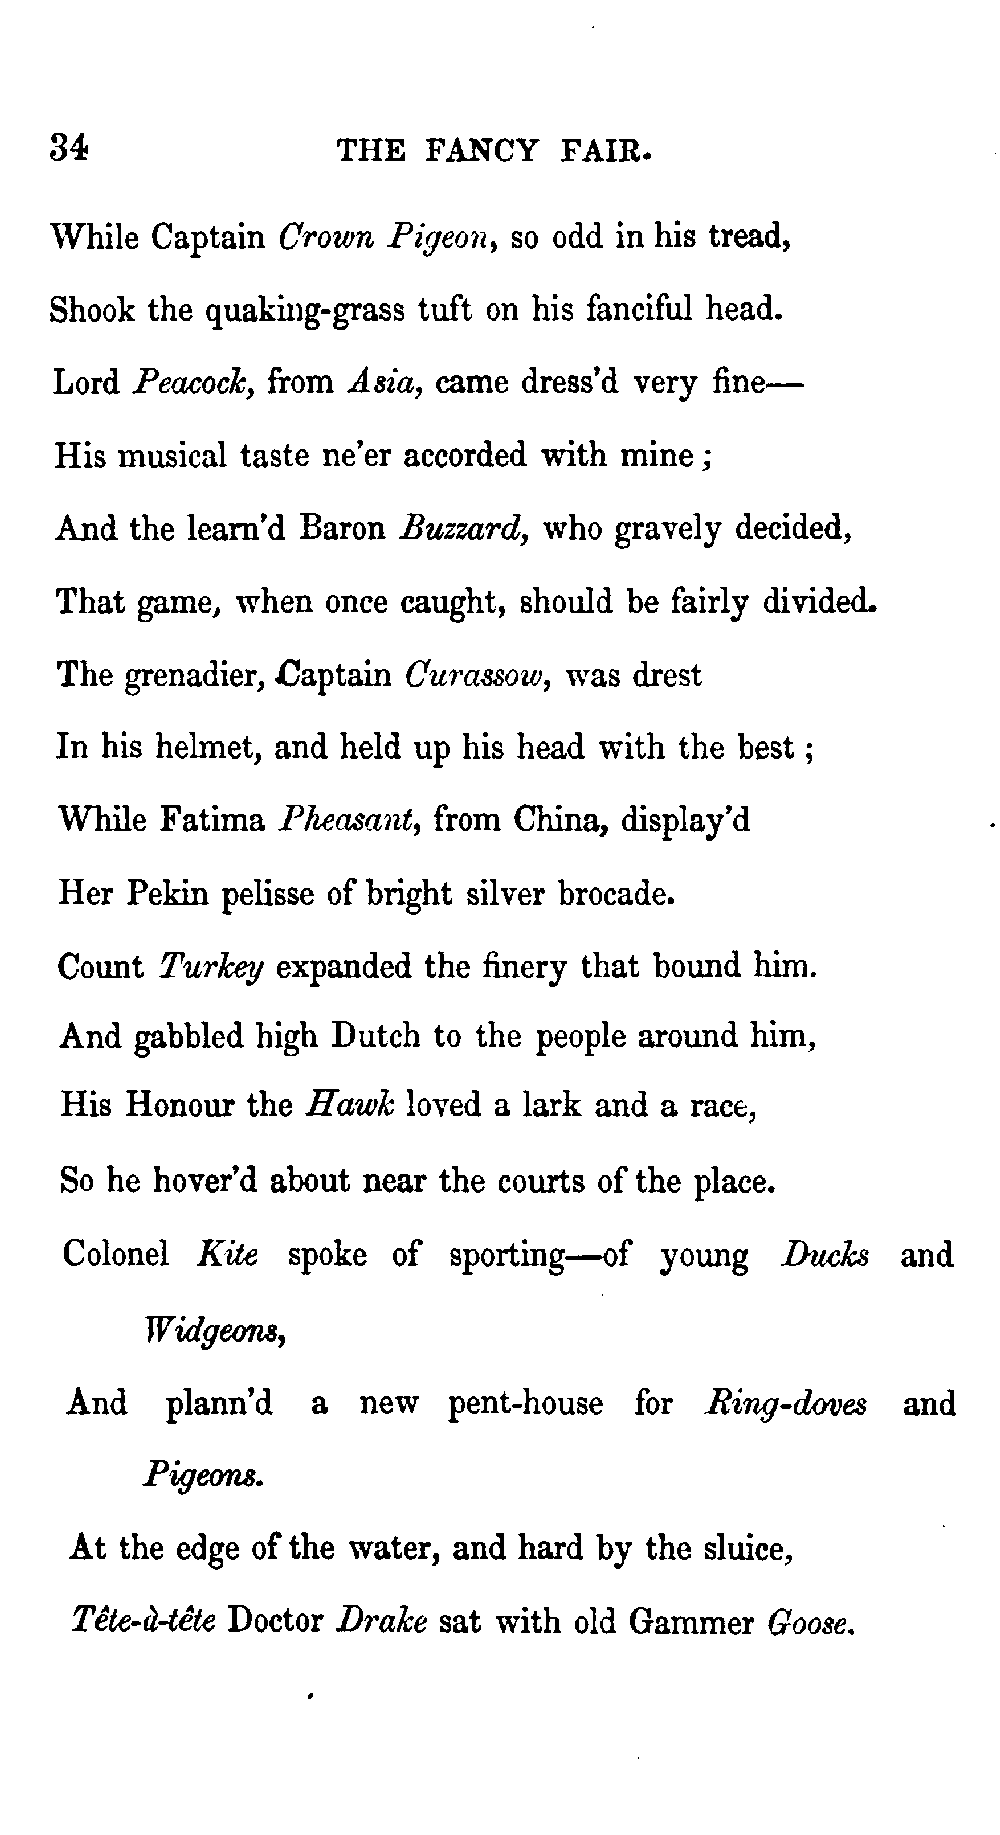 34 THE FANCY FAIR.
While Captain Crown Pigeon, so odd in his tread,
Shook the quaking-grass tuft on his fanciful head.
Lord Peacock, from Asia, came dress'd very fine—
His musical taste ne'er accorded with mine;
And the learn'd Baron Buzzard, who gravely decided,
That game, when once caught, should be fairly divided.
The grenadier, Captain Curassow, was drest
In his helmet, and held up his head with the best;
While Fatima Pheasant, from China, display'd
Her Pekin pelisse of bright silver brocade.
Count Turkey expanded the finery that bound him.
And gabbled high Dutch to the people around him,
His Honour the Hawk loved a lark and a race,
So he hover'd about near the courts of the place.
Colonel Kite spoke of sporting—of young Ducks and
Widgeons,
And plann'd a new pent-house for Ring-doves and
Pigeons.
At the edge of the water, and hard by the sluice,
Tête-à-tête Doctor Drake sat with old Gammer Goose.